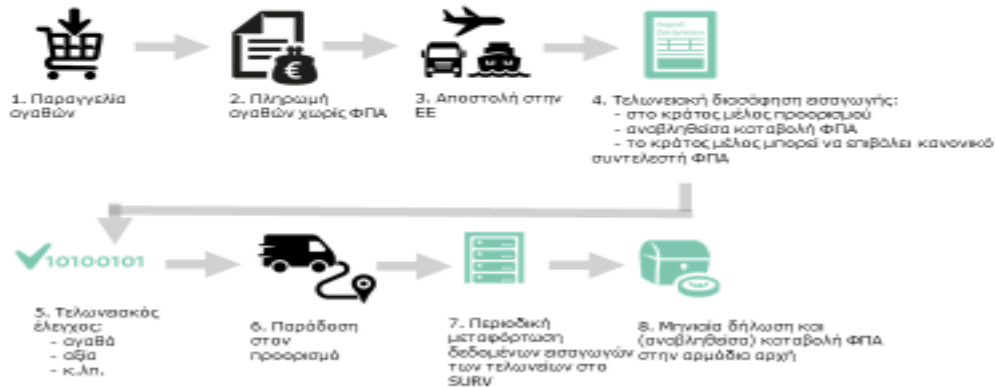 Import
Declaration
1. Παραγγελία
αγαθών
2. Πληρωμή
αγαθών χωρίς ΦΠΑ
3. Αποστολή στην
ΕΕ
4. Τελωνειακή διασάφηση εισαγωγής:
- στο κράτος μέλος προορισμού
- αναβληθείσα καταβολή ΦΠΑ
- το κράτος μέλος μπορεί να επιβάλει κανονικό
συντελεστή ΦΠΑ
10100101
5. Τελωνειακός
έλεγχος:
- αγαθά
- αξία
- κ.λπ.
6. Παράδοση
στον
προορισμό
7. Περιοδική
μεταφόρτωση
δεδομένων εισαγωγών
των τελωνείων στο
SURV
8. Μηνιαία δήλωση και
(αναβληθείσα) καταβολή ΦΠΑ
στην αρμόδια αρχή